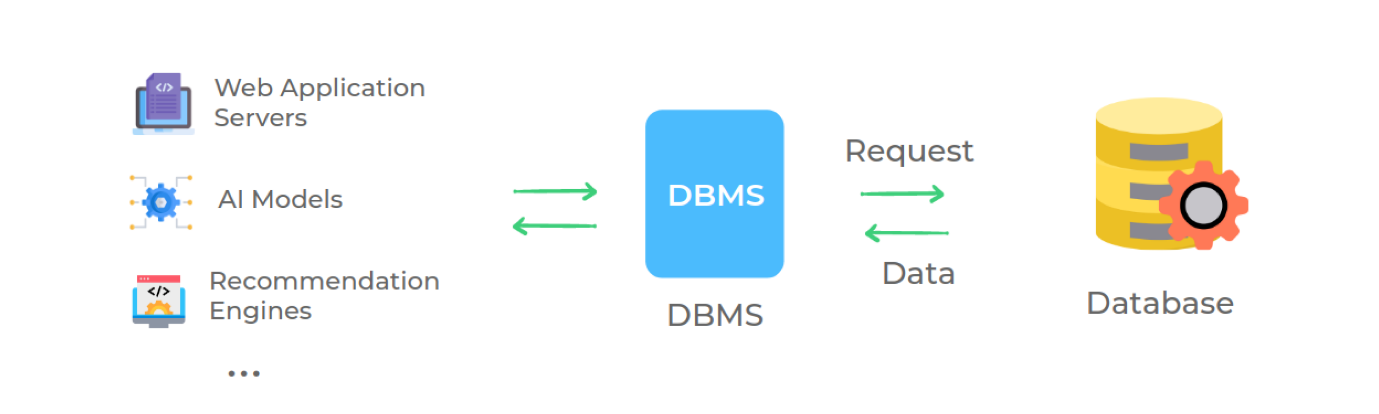 Web Application
Servers
AI Models
Recommendation
Engines
...
DBMS
DBMS
Request
Data
Database